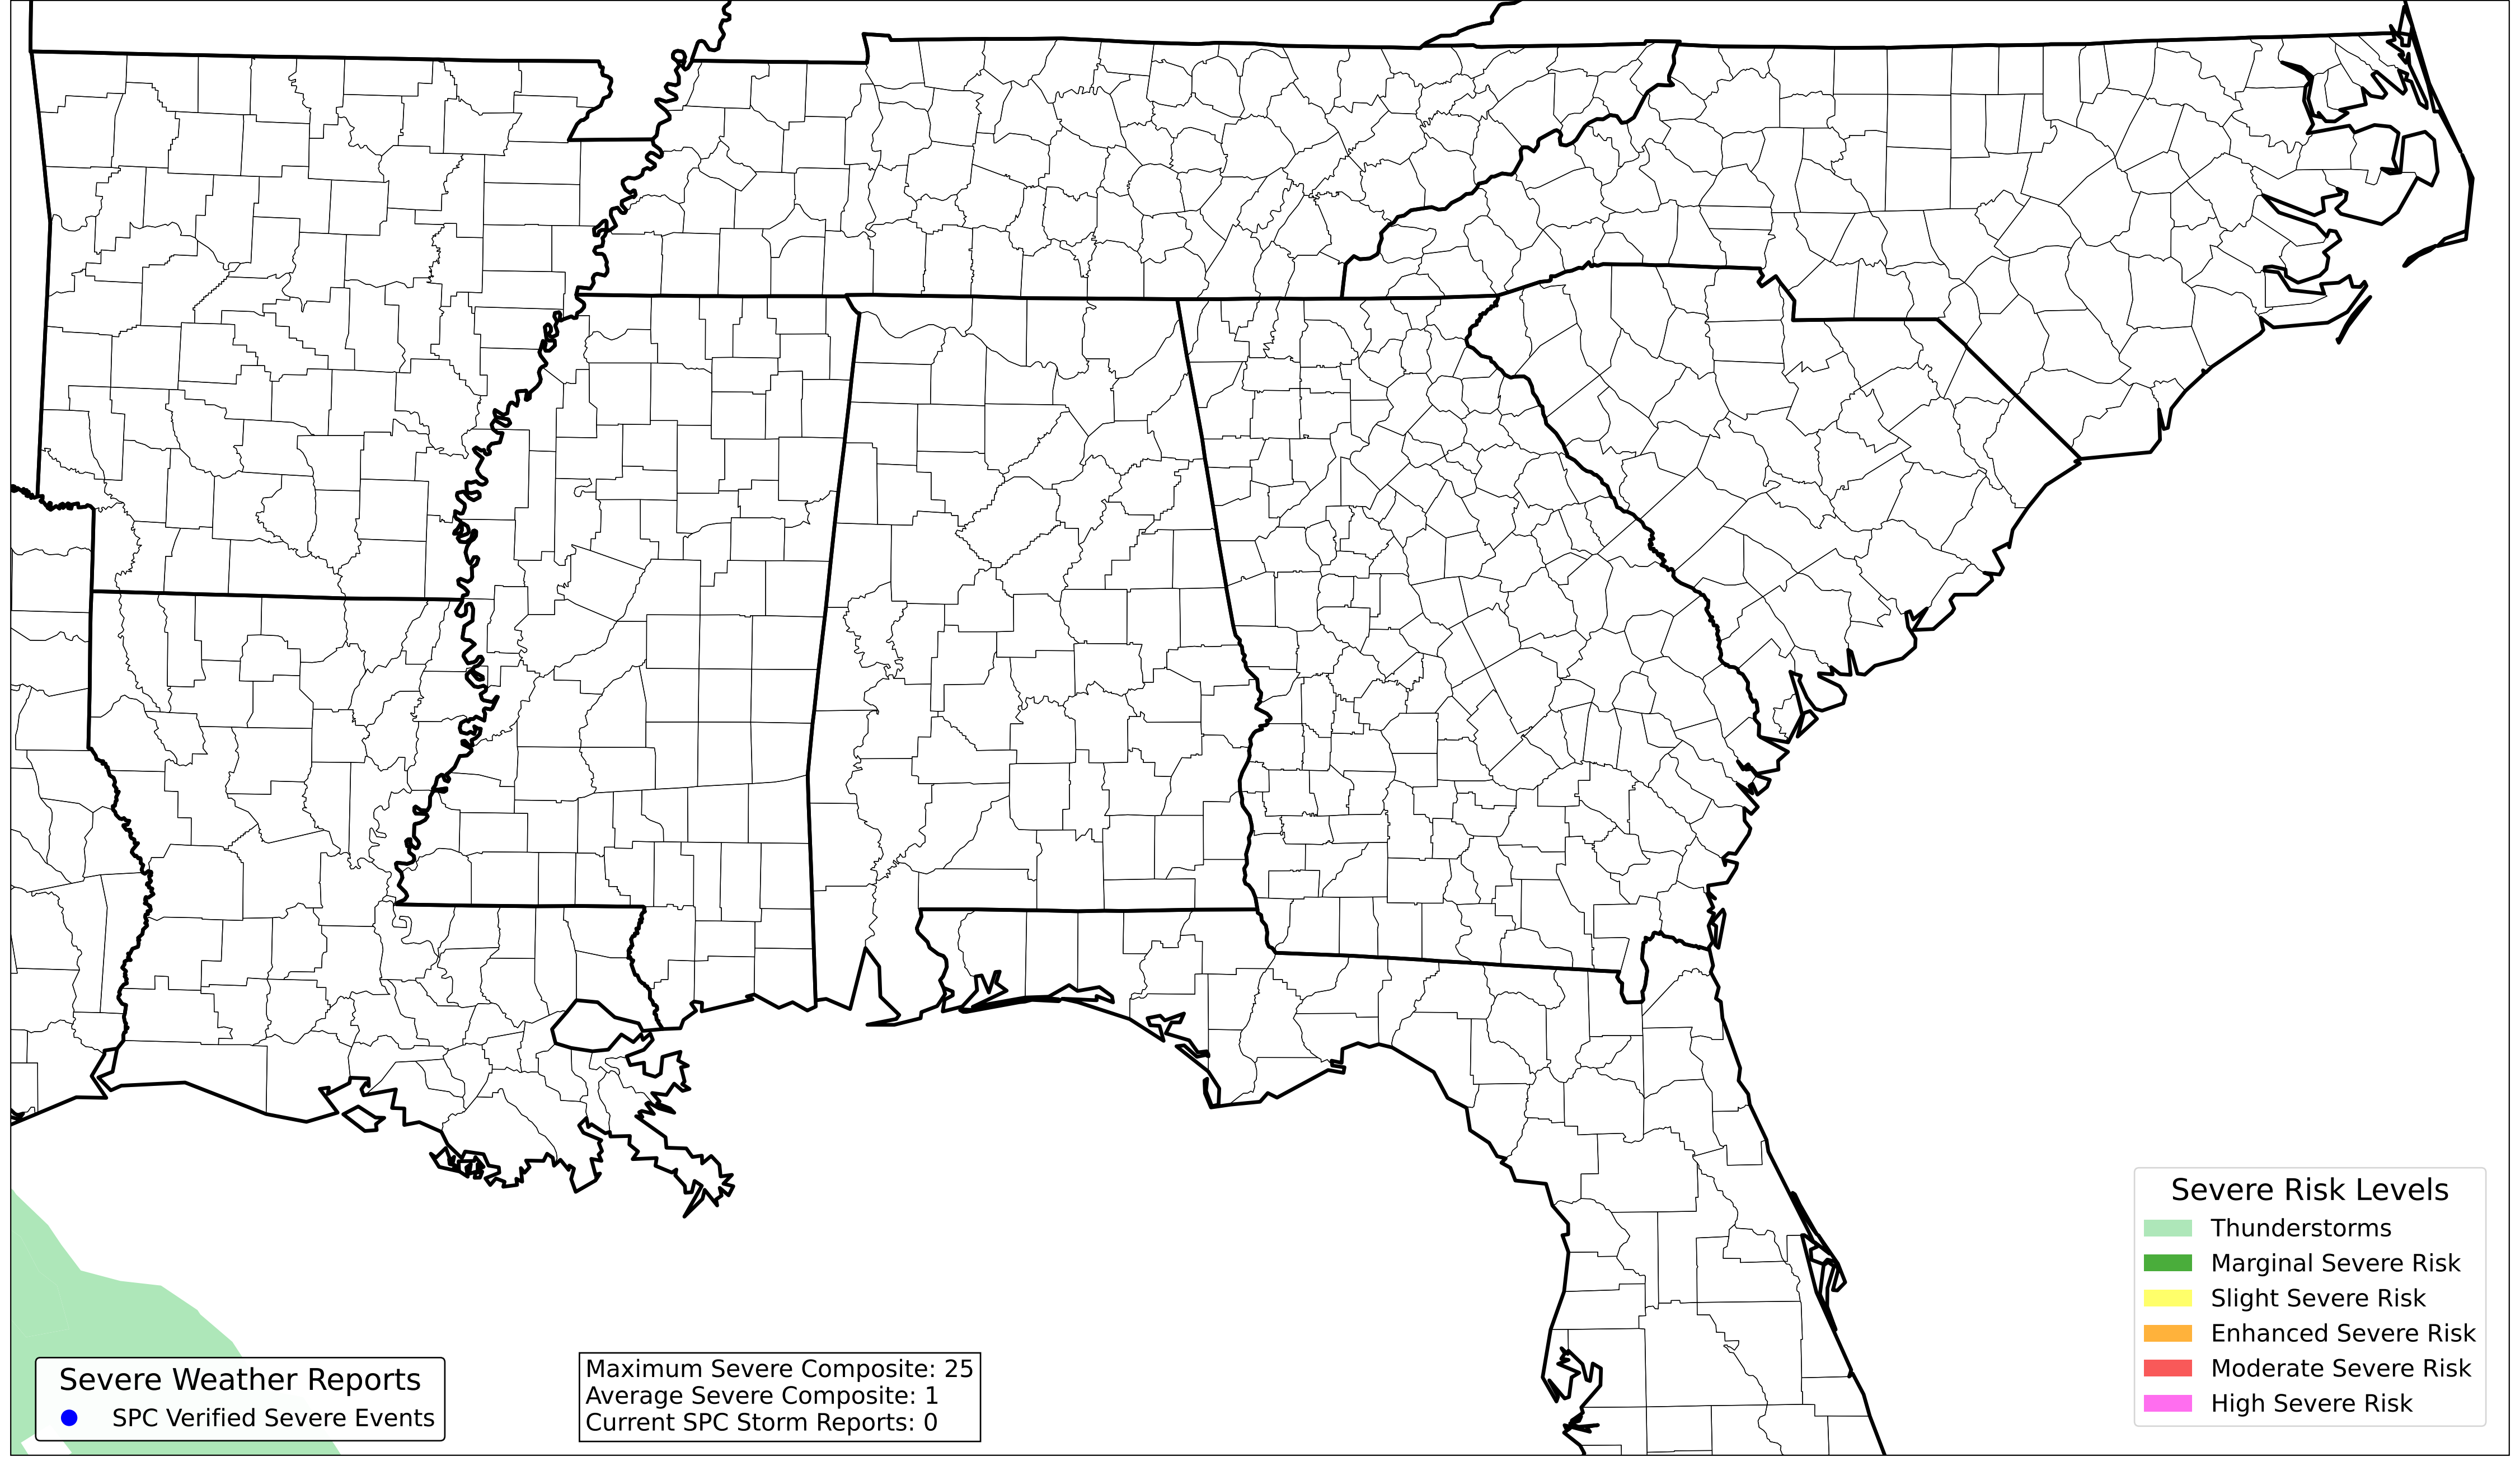 Severe Weather Reports
SPC Verified Severe Events
Maximum Severe Composite: 25
Average Severe Composite: 1
Current SPC Storm Reports: 0
Severe Risk Levels
Thunderstorms
Marginal Severe Risk
Slight Severe Risk
Enhanced Severe Risk
Moderate Severe Risk
High Severe Risk